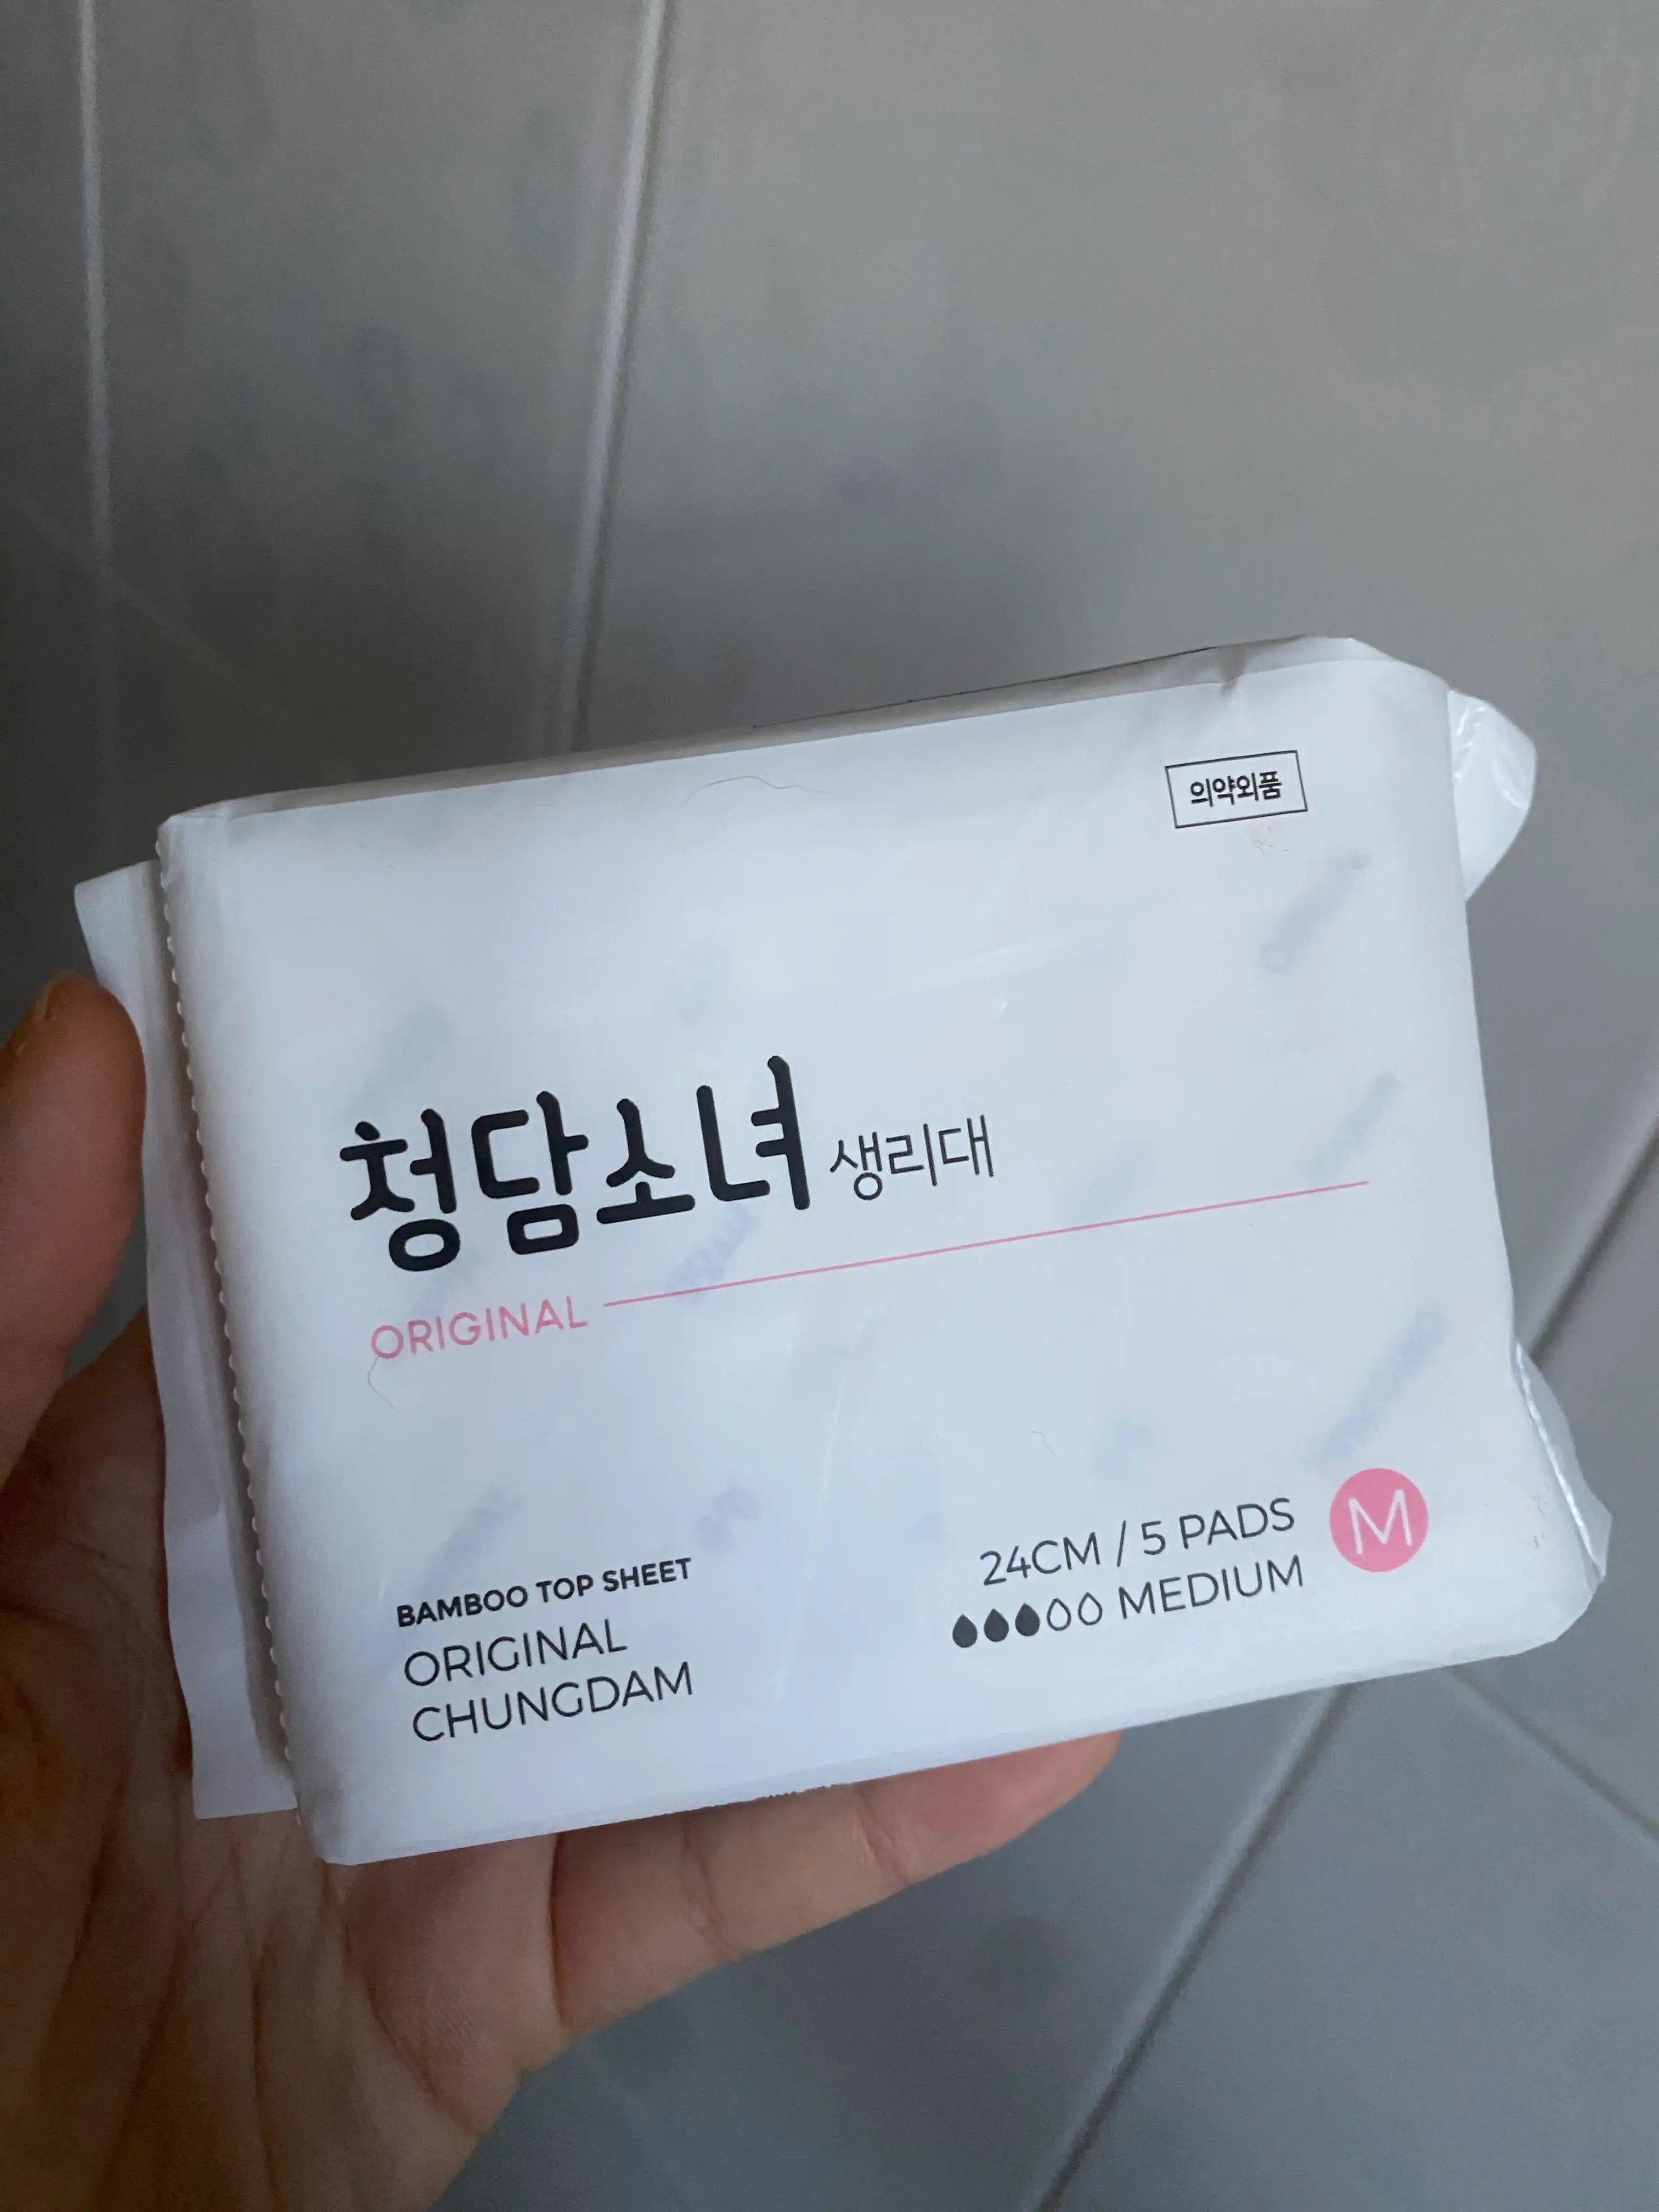 의약외품
청담소녀 생리대
ORIGINAL
BAMBOO TOP SHEET
ORIGINAL
CHUNGDAM
24CM / 5 PADS
MEDIUM
M